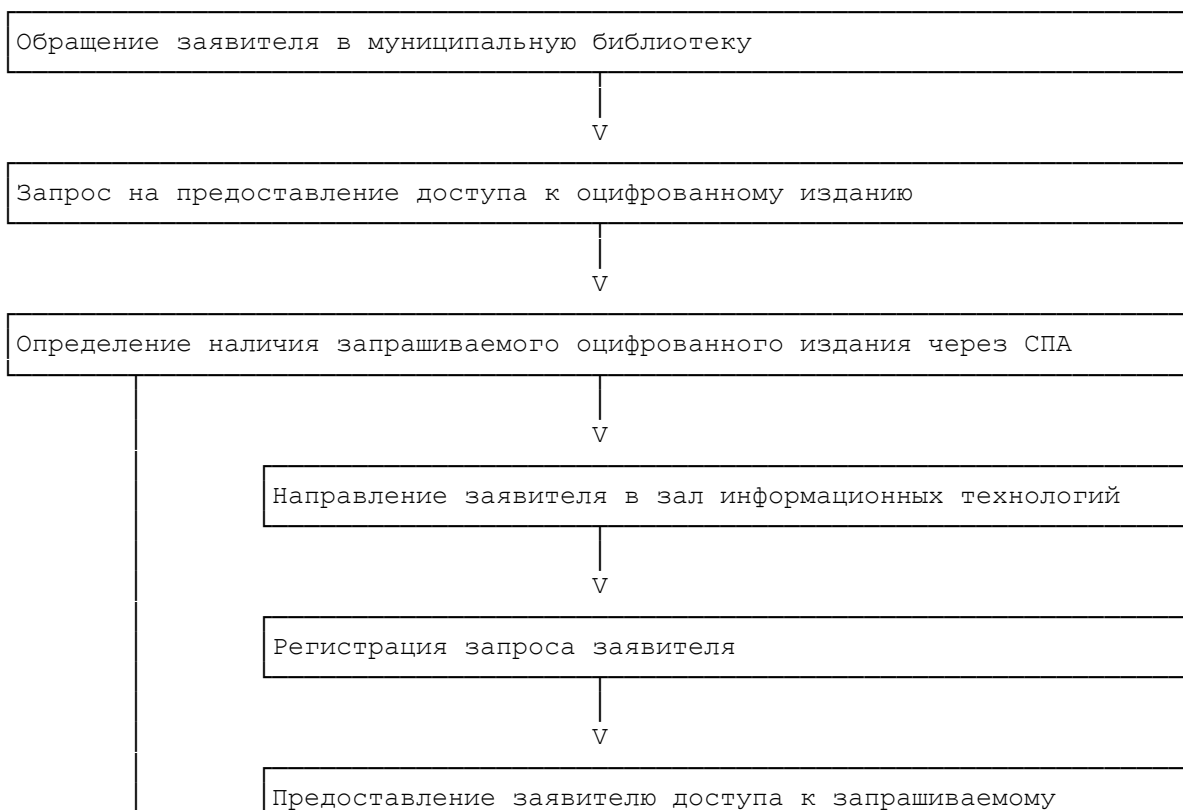 Обращение заявителя в муниципальную библиотеку
V
Запрос на предоставление доступа к оцифрованному изданию
V
Определение наличия запрашиваемого оцифрованного издания через СПА
V
Направление заявителя в зал информационных технологий
V
Регистрация запроса заявителя
V
Предоставление заявителю доступа к запрашиваемому